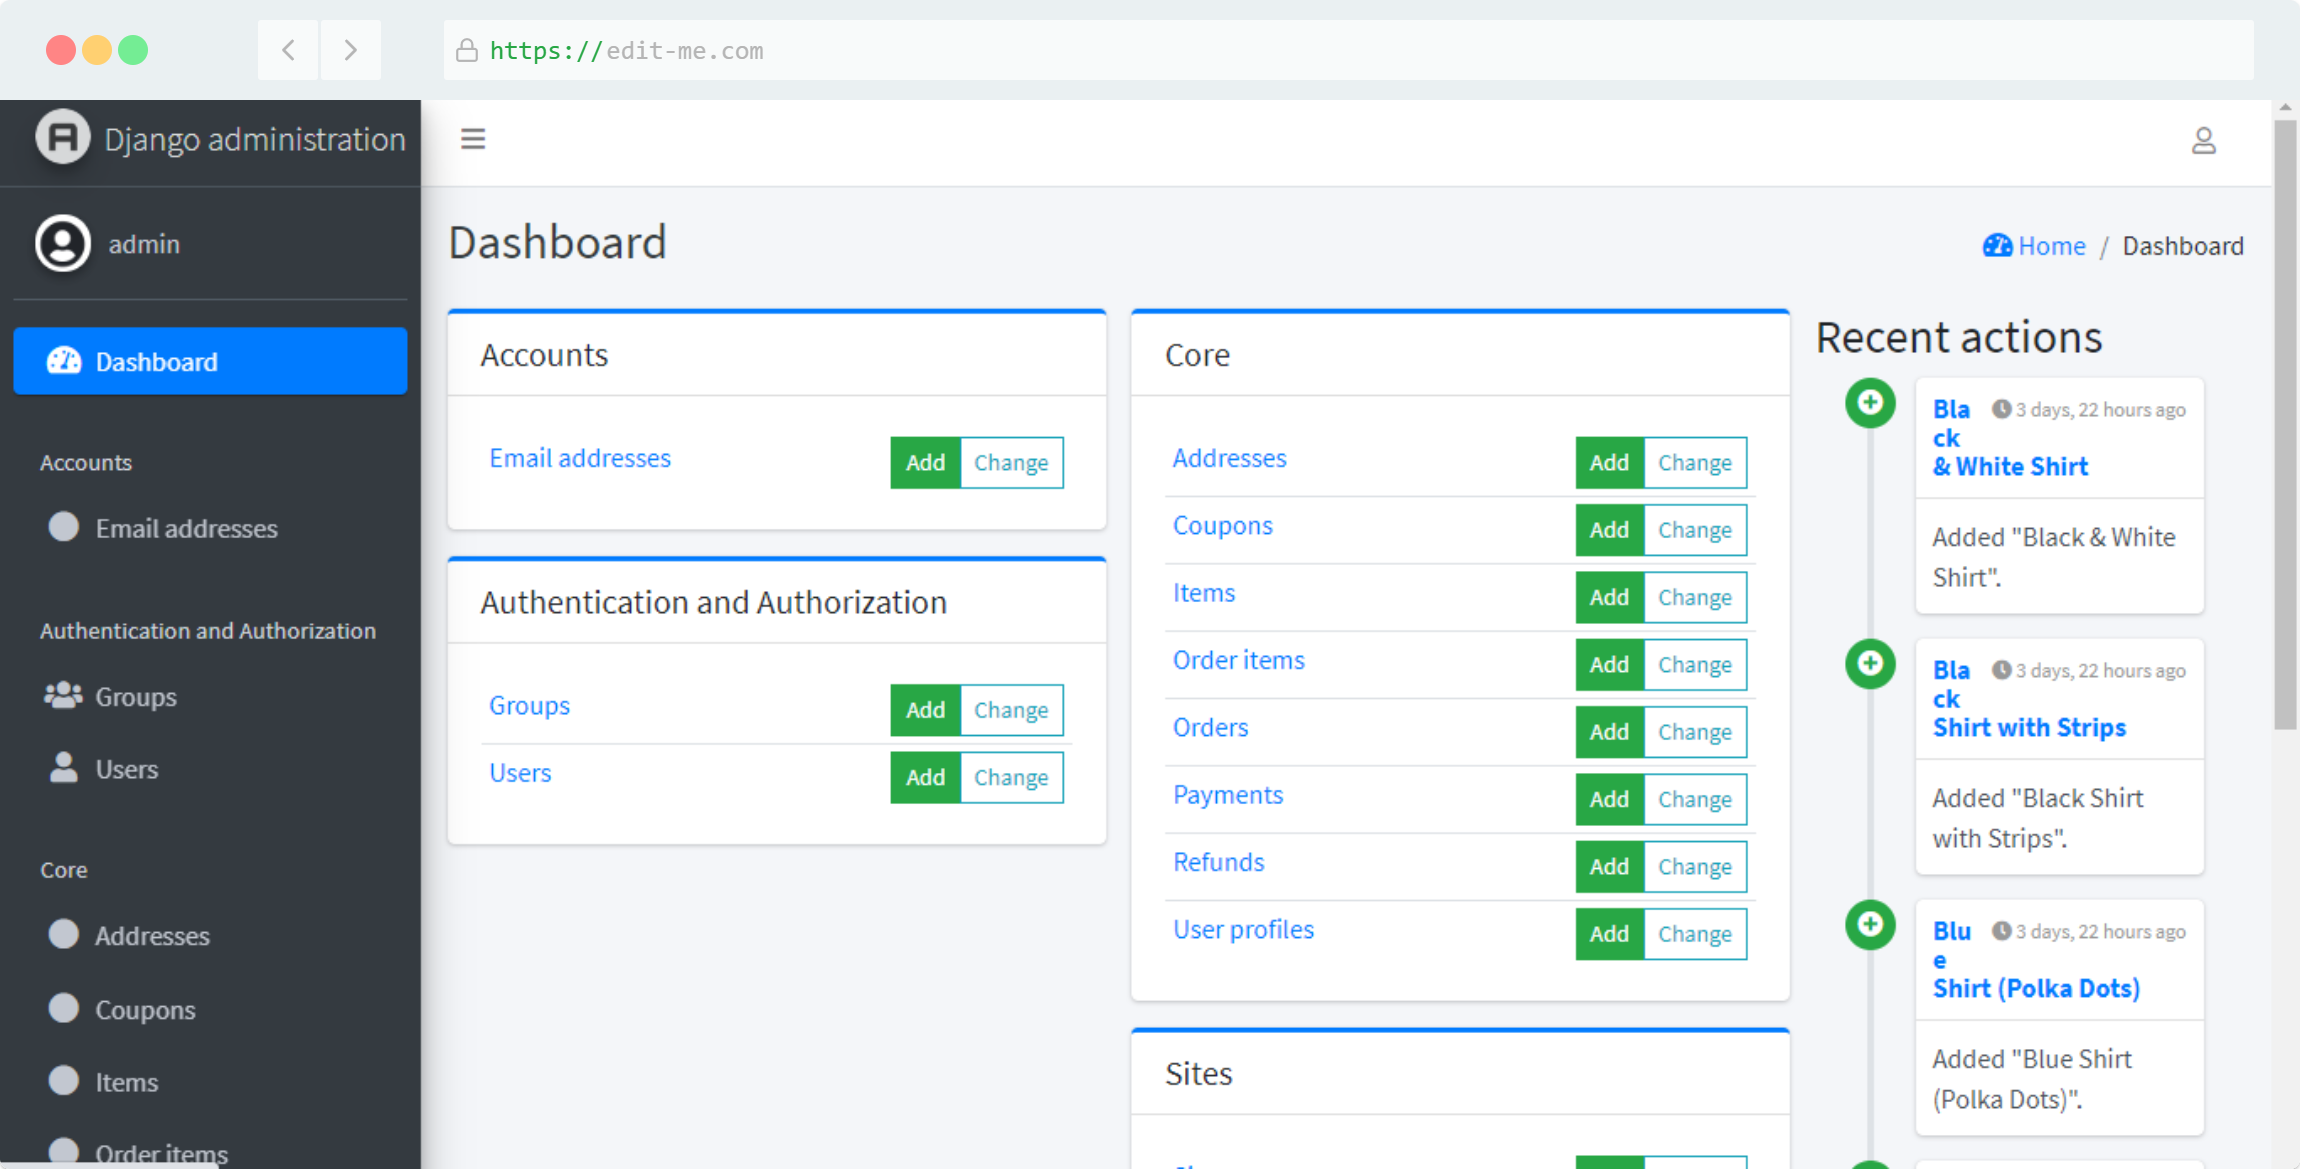 https://edit-me.com
Django administration
admin
Dashboard
Accounts
Email addresses
Authentication and Authorization
Groups
Users
Core
Addresses
Coupons
Items
Order items
Dashboard
Home / Dashboard
Accounts
Email addresses Add Change
Authentication and Authorization
Groups Add Change
Users Add Change
Core
Addresses Add Change
Coupons Add Change
Items Add Change
Order items Add Change
Orders Add Change
Payments Add Change
Refunds Add Change
User profiles Add Change
Sites
Recent actions
Bla 3 days, 22 hours ago
ck
& White Shirt
Added "Black & White
Shirt".
Bla 3 days, 22 hours ago
ck
Shirt with Strips
Added "Black Shirt
with Strips".
Blu 3 days, 22 hours ago
e
Shirt (Polka Dots)
Added "Blue Shirt
(Polka Dots)".